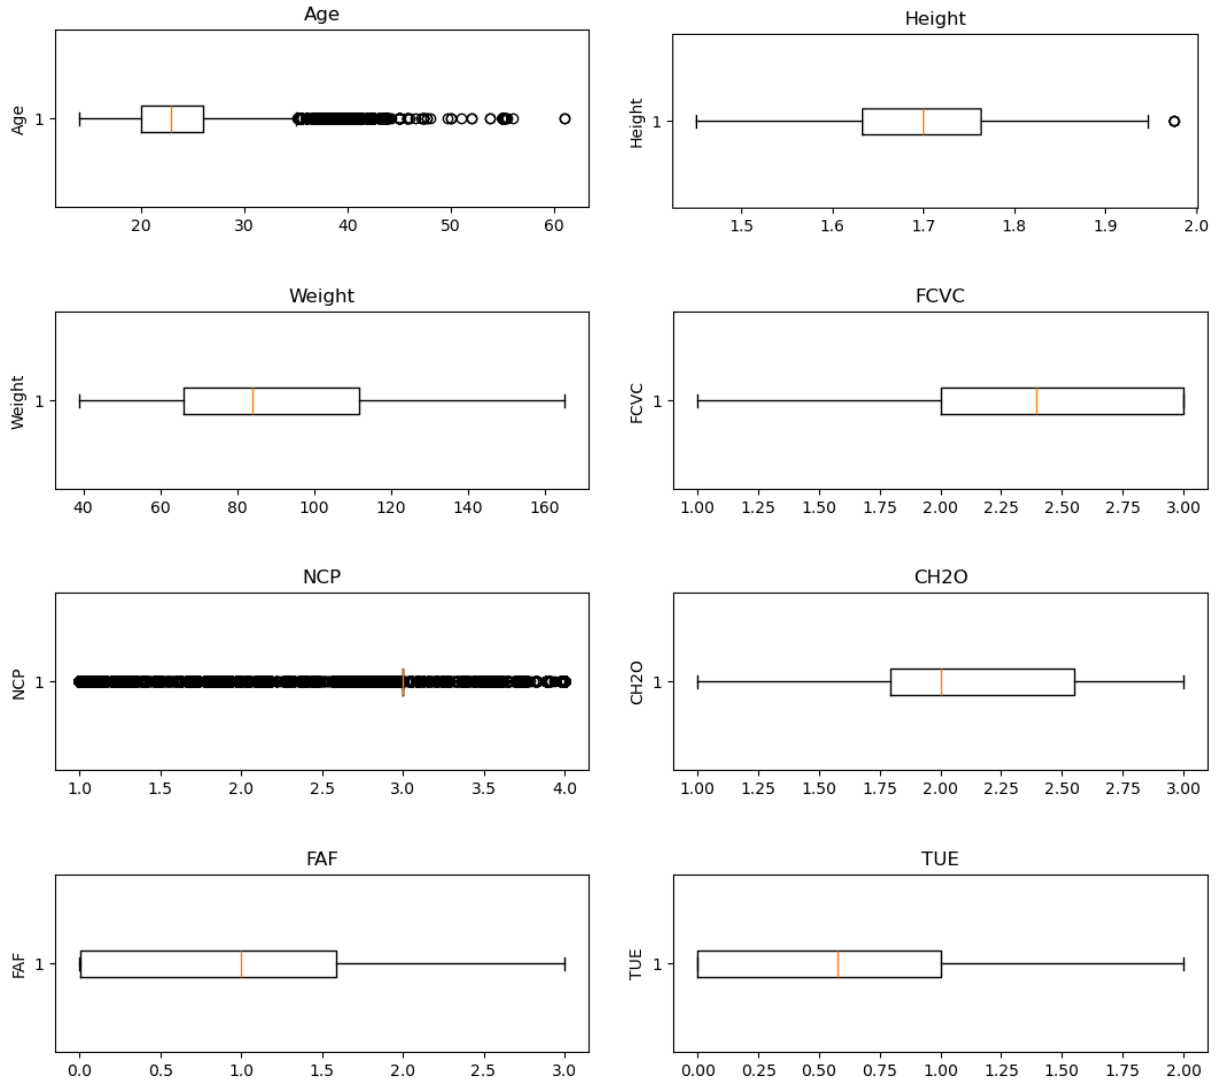 Age
Age 1
20 30 40 50 60
Height
Height 1
1.5 1.6 1.7 1.8 1.9 2.0
Weight
Weight 1
40 60 80 100 120 140 160
FCVC
FCVC 1
1.00 1.25 1.50 1.75 2.00 2.25 2.50 2.75 3.00
NCP
NCP 1
1.0 1.5 2.0 2.5 3.0 3.5 4.0
CH2O
CH2O 1
1.00 1.25 1.50 1.75 2.00 2.25 2.50 2.75 3.00
FAF
FAF 1
0.0 0.5 1.0 1.5 2.0 2.5 3.0
TUE
TUE 1
0.00 0.25 0.50 0.75 1.00 1.25 1.50 1.75 2.00